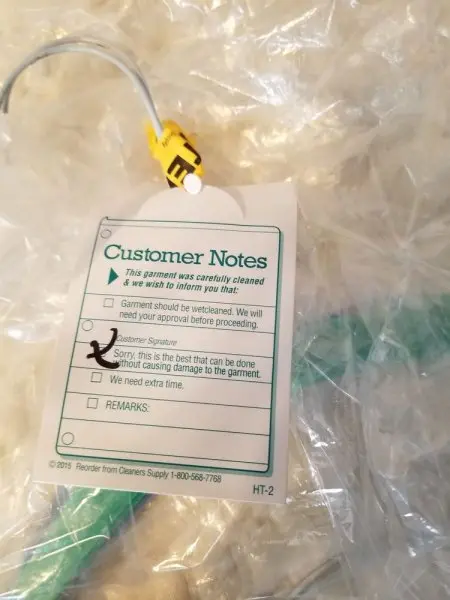 Customer Notes
This garment was carefully cleaned
& we wish to inform you that:
Garment should be wetcleaned. We will
need your approval before proceeding.
Customer Signature
Sorry, this is the best that can be done
without causing damage to the garment.
We need extra time.
REMARKS:
© 2015 Reorder from Cleaners Supply 1-800-568-7768
HT-2